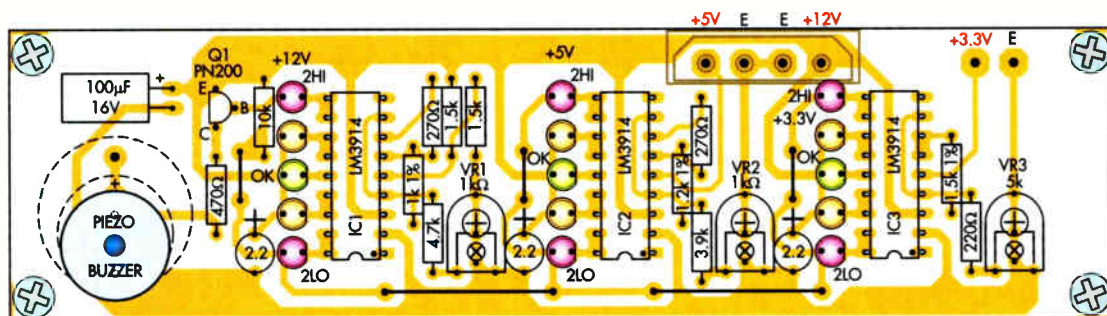 +5V E E +12V
+3.3V E
Q1
PN200
+12V
+5V
100µF
16V
+
E
B
C
10k
2HI
270Ω
1.5k
1.5k
2HI
270Ω
2HI
+3.3V
LM3914
LM3914
LM3914
OK
OK
OK
470Ω
1k 1%
VR1
1kΩ
1.2k 1%
VR2
1kΩ
1.5k 1%
VR3
5k
+
PIEZO
BUZZER
+
2.2
4.7k
+
2.2
3.9k
+
2.2
220Ω
IC1
IC2
IC3
2LO
2LO
2LO